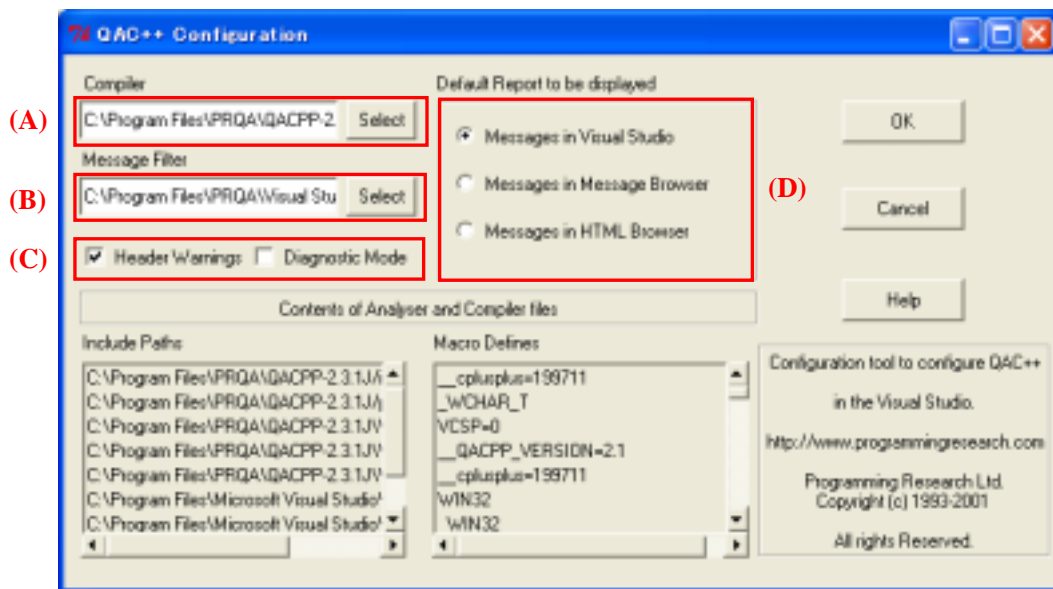 QAC++ Configuration
Compiler
Default Report to be displayed
(A)
C:\Program Files\PRQA\QACPP-2.
Select
Messages in Visual Studio
OK
Message Filter
(B)
C:\Program Files\PRQA\Visual Stu
Select
Messages in Message Browser
(D)
Cancel
Messages in HTML Browser
(C)
Header Warnings
Diagnostic Mode
Contents of Analyser and Compiler files
Help
Include Paths
C:\Program Files\PRQA\QACPP-2.3.1J/i
C:\Program Files\PRQA\QACPP-2.3.1J/
C:\Program Files\PRQA\QACPP-2.3.1J\
C:\Program Files\PRQA\QACPP-2.3.1J\
C:\Program Files\PRQA\QACPP-2.3.1J\
C:\Program Files\Microsoft Visual Studio\
C:\Program Files\Microsoft Visual Studio\
Macro Defines
__cplusplus=199711
_WCHAR_T
VCSP=0
__QACPP_VERSION=2.1
__cplusplus=199711
WIN32
_WIN32
Configuration tool to configure QAC++
in the Visual Studio.
http://www.programmingresearch.com
Programming Research Ltd.
Copyright (c) 1993-2001
All rights Reserved.